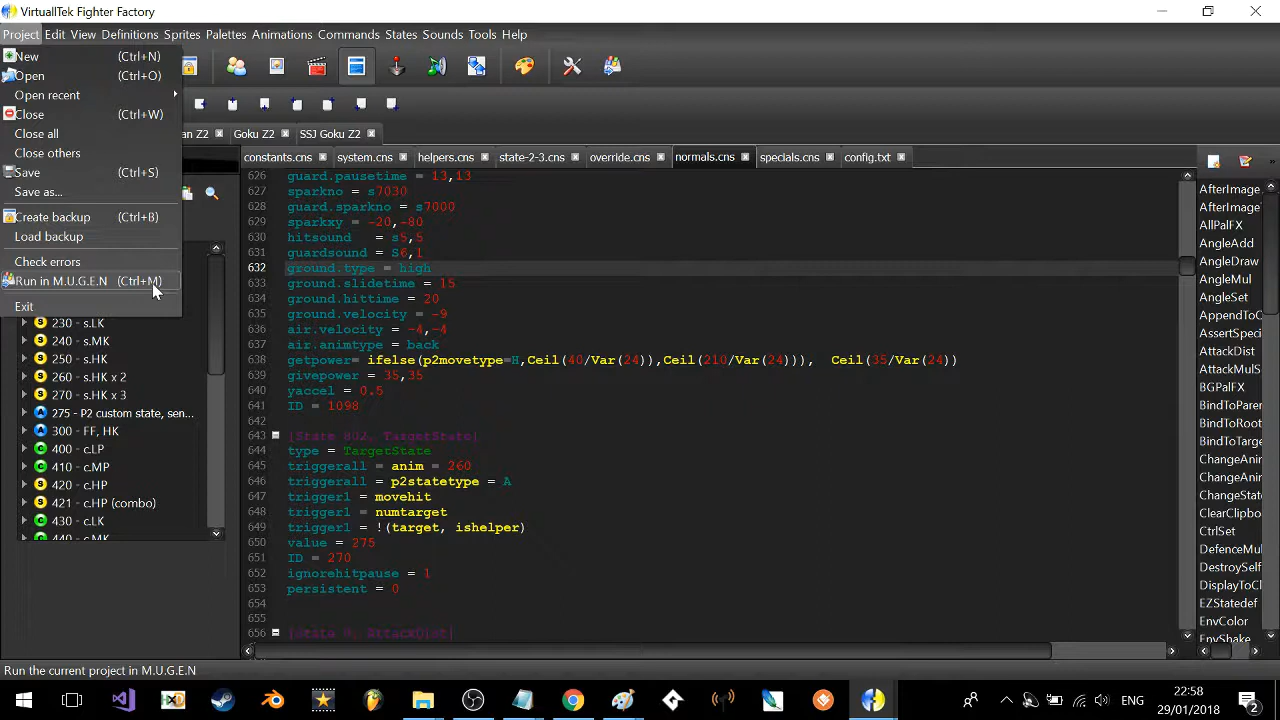 VirtuallTek Fighter Factory
Project Edit View Definitions Sprites Palettes Animations Commands States Sounds Tools Help
New (Ctrl+N)
Open (Ctrl+O)
Open recent
Close (Ctrl+W)
Close all
Close others
Save (Ctrl+S)
Save as...
Create backup (Ctrl+B)
Load backup
Check errors
Run in M.U.G.E.N (Ctrl+M)
Exit
an Z2 Goku Z2 SSJ Goku Z2
constants.cns system.cns helpers.cns state-2-3.cns override.cns normals.cns specials.cns config.txt
230 - s.LK
240 - s.MK
250 - s.HK
260 - s.HK x 2
270 - s.HK x 3
275 - P2 custom state, sen...
300 - FF, HK
400 - c.LP
410 - c.MP
420 - c.HP
421 - c.HP (combo)
430 - c.LK
440 - c.MK
626 guard.pausetime = 13,13
627 sparkno = s7030
628 guard.sparkno = s7000
629 sparkxy = -20,-80
630 hitsound = s5,5
631 guardsound = S6,1
632 ground.type = high
633 ground.slidetime = 15
634 ground.hittime = 20
635 ground.velocity = -9
636 air.velocity = -4,-4
637 air.animtype = back
638 getpower= ifelse(p2movetype=H,Ceil(40/Var(24)),Ceil(210/Var(24))), Ceil(35/Var(24))
639 givepower = 35,35
640 yaccel = 0.5
641 ID = 1098
642
643 [State 802, TargetState]
644 type = TargetState
645 triggerall = anim = 260
646 triggerall = p2statetype = A
647 trigger1 = movehit
648 trigger1 = numtarget
649 trigger1 = !(target, ishelper)
650 value = 275
651 ID = 270
652 ignorehitpause = 1
653 persistent = 0
654
655
656 [State 0, AttackDist]
AfterImage
AfterImage
AllPalFX
AngleAdd
AngleDraw
AngleMul
AngleSet
AppendToC
AssertSpeci
AttackDist
AttackMulS
BGPalFX
BindToParen
BindToRoot
BindToTarge
ChangeAni
ChangeAni
ChangeState
ClearClipbo
CtrlSet
DefenceMul
DestroySelf
DisplayToCl
EZStatedef
EnvColor
EnvShake
Run the current project in M.U.G.E.N
ENG
22:58
29/01/2018
2